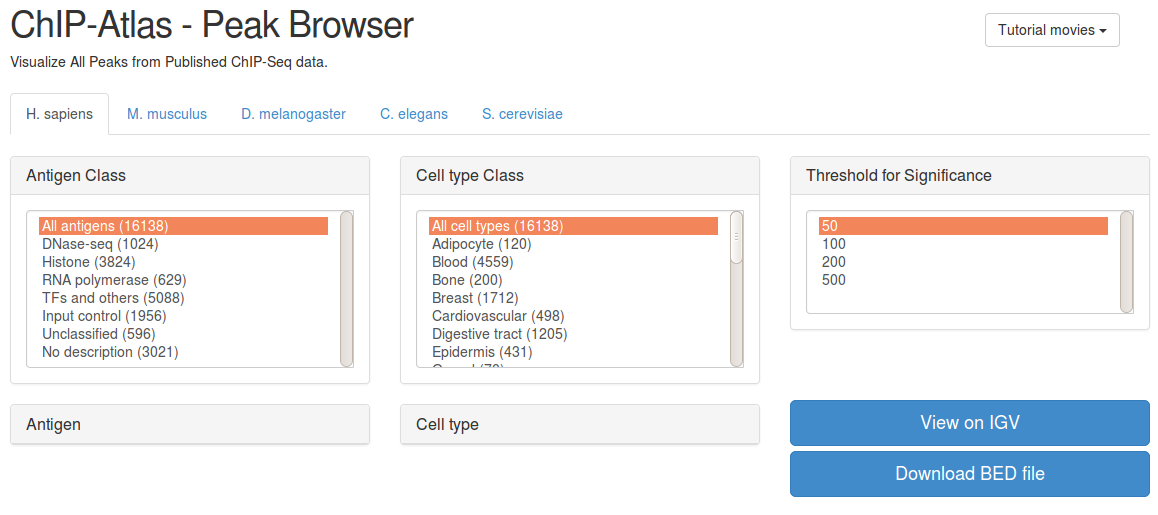 ChIP-Atlas - Peak Browser
Tutorial movies
Visualize All Peaks from Published ChIP-Seq data.
H. sapiens
M. musculus
D. melanogaster
C. elegans
S. cerevisiae
Antigen Class
All antigens (16138)
DNase-seq (1024)
Histone (3824)
RNA polymerase (629)
TFs and others (5088)
Input control (1956)
Unclassified (596)
No description (3021)
Cell type Class
All cell types (16138)
Adipocyte (120)
Blood (4559)
Bone (200)
Breast (1712)
Cardiovascular (498)
Digestive tract (1205)
Epidermis (431)
Threshold for Significance
50
100
200
500
Antigen
Cell type
View on IGV
Download BED file